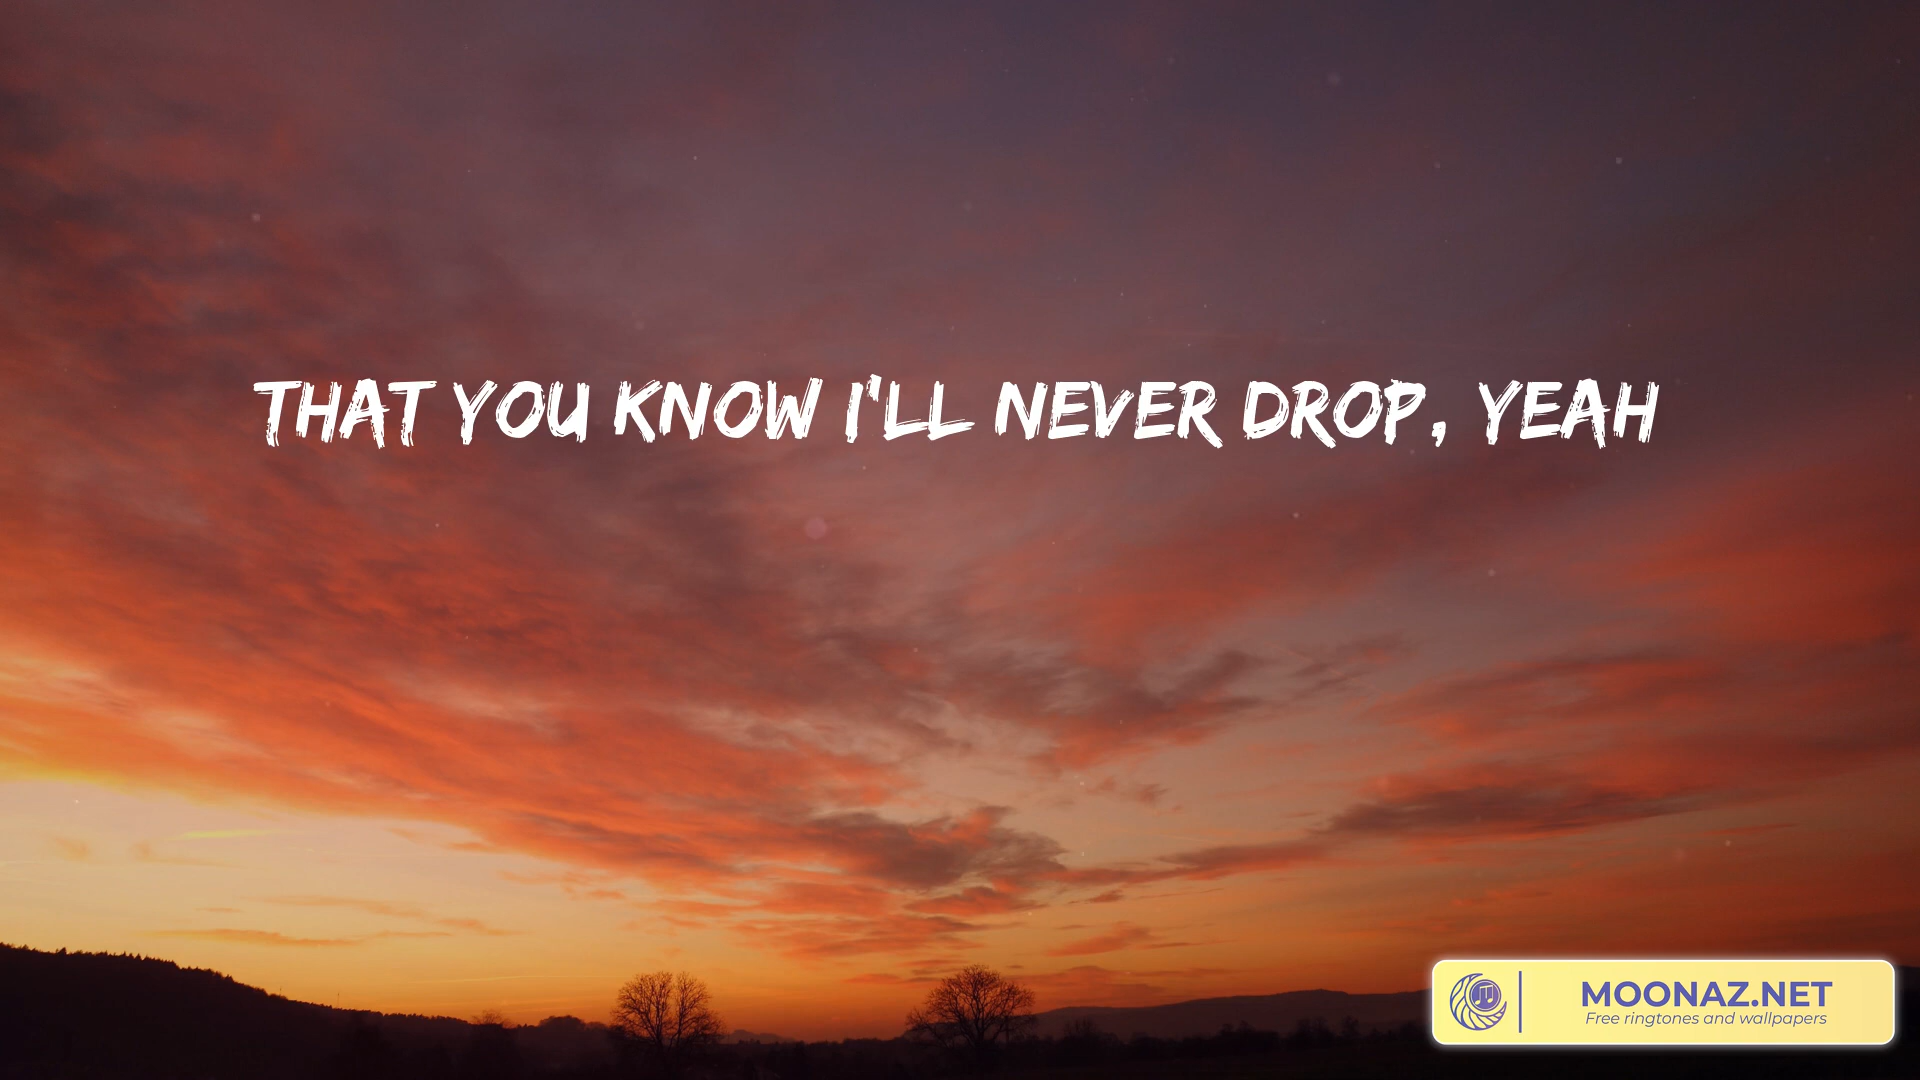 THAT YOU KNOW I'LL NEVER DROP, YEAH
MOONAZ.NET
Free ringtones and wallpapers